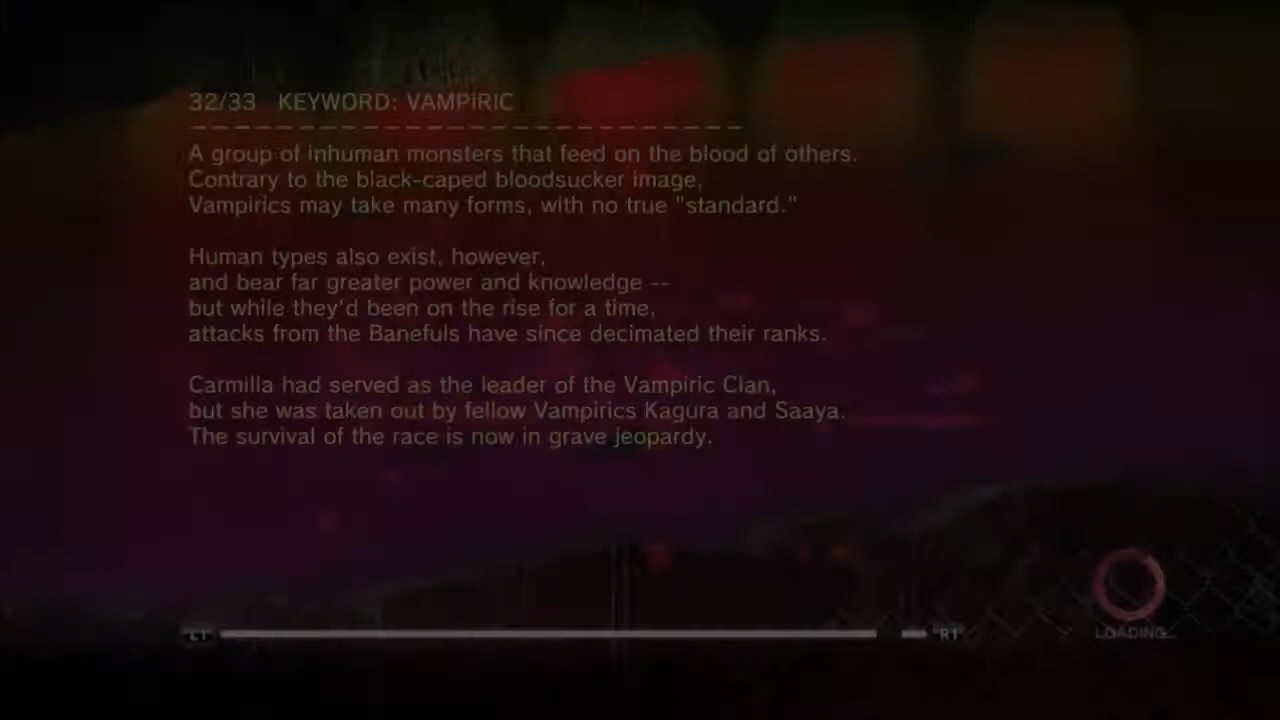 32/33 KEYWORD: VAMPIRIC
A group of inhuman monsters that feed on the blood of others.
Contrary to the black-caped bloodsucker image,
Vampirics may take many forms, with no true "standard."
Human types also exist, however,
and bear far greater power and knowledge --
but while they'd been on the rise for a time,
attacks from the Banefuls have since decimated their ranks.
Carmilla had served as the leader of the Vampiric Clan,
but she was taken out by fellow Vampirics Kagura and Saaya.
The survival of the race is now in grave jeopardy.
L1 R1
LOADING...